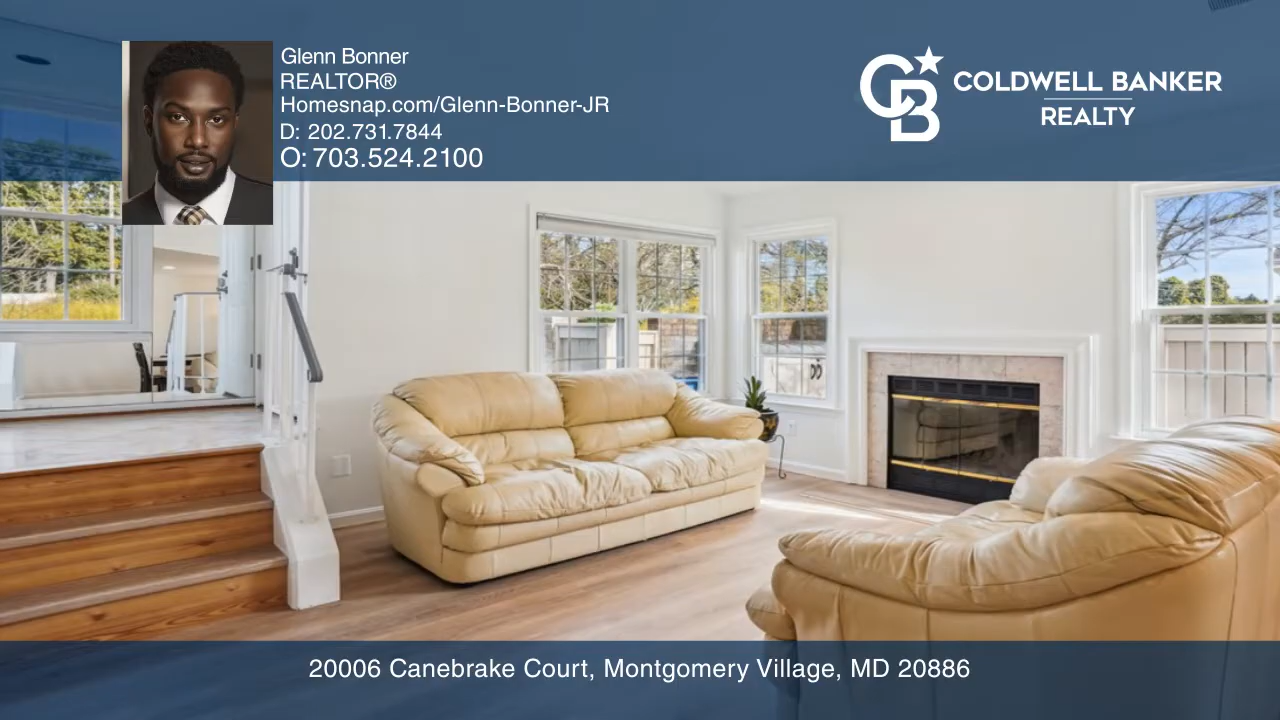 Glenn Bonner
REALTOR®
Homesnap.com/Glenn-Bonner-JR
D: 202.731.7844
O: 703.524.2100
CB
COLDWELL BANKER
REALTY
20006 Canebrake Court, Montgomery Village, MD 20886